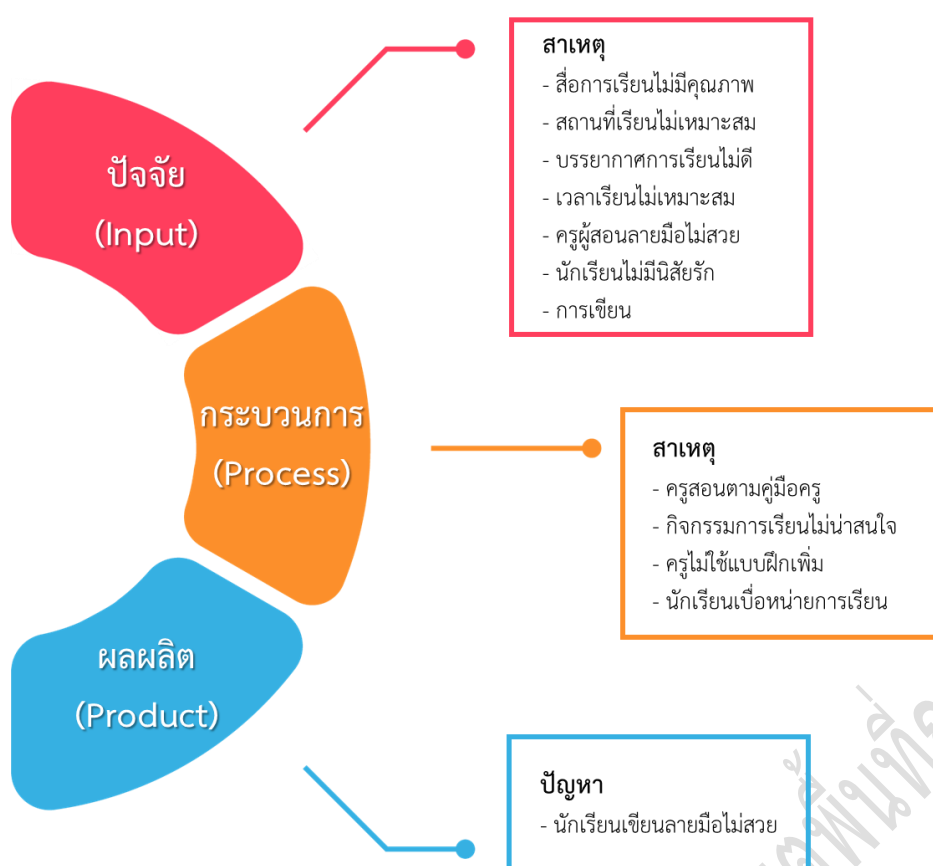 สาเหตุ
- สื่อการเรียนไม่มีคุณภาพ
- สถานที่เรียนไม่เหมาะสม
- บรรยากาศการเรียนไม่ดี
- เวลาเรียนไม่เหมาะสม
- ครูผู้สอนลายมือไม่สวย
- นักเรียนไม่มีนิสัยรัก
- การเขียน
ปัจจัย
(Input)
กระบวนการ
(Process)
สาเหตุ
- ครูสอนตามคู่มือครู
- กิจกรรมการเรียนไม่น่าสนใจ
- ครูไม่ใช้แบบฝึกเพิ่ม
- นักเรียนเบื่อหน่ายการเรียน
ผลผลิต
(Product)
ปัญหา
- นักเรียนเขียนลายมือไม่สวย